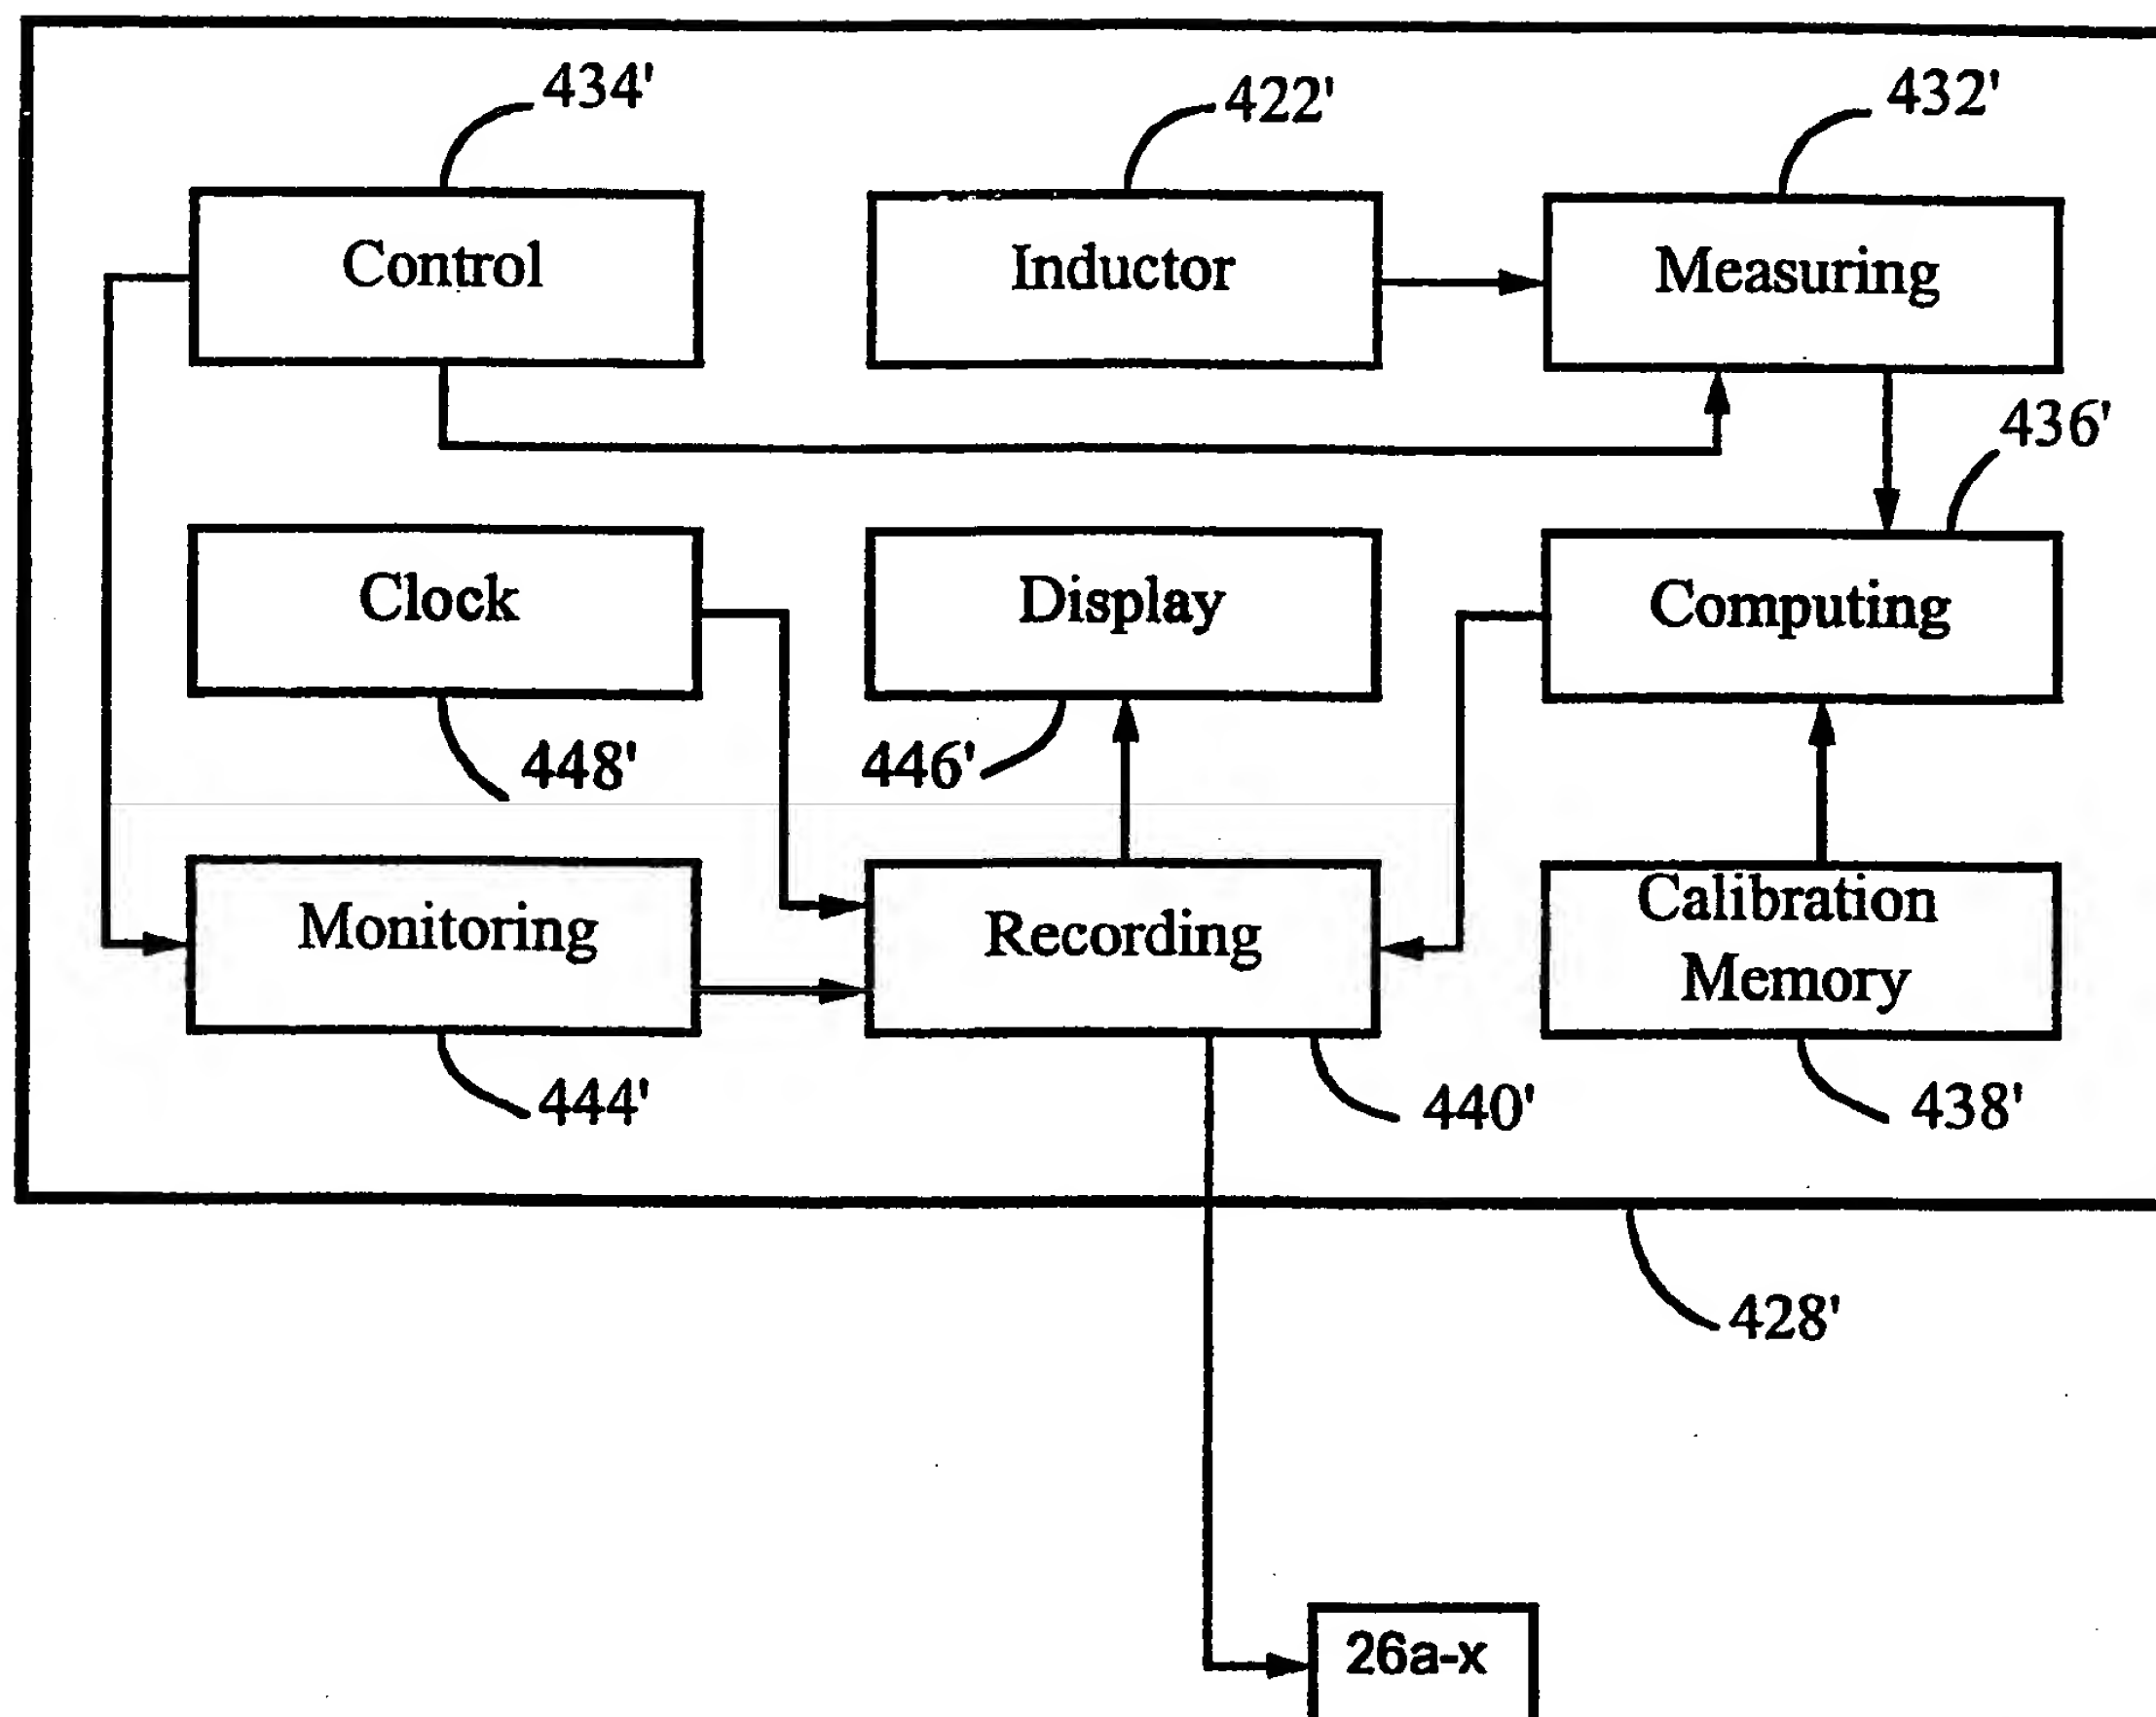 434'
422'
432'
Control
Inductor
Measuring
436'
Clock
Display
Computing
448'
446'
Monitoring
Recording
Calibration
Memory
444'
440'
438'
428'
26a-x